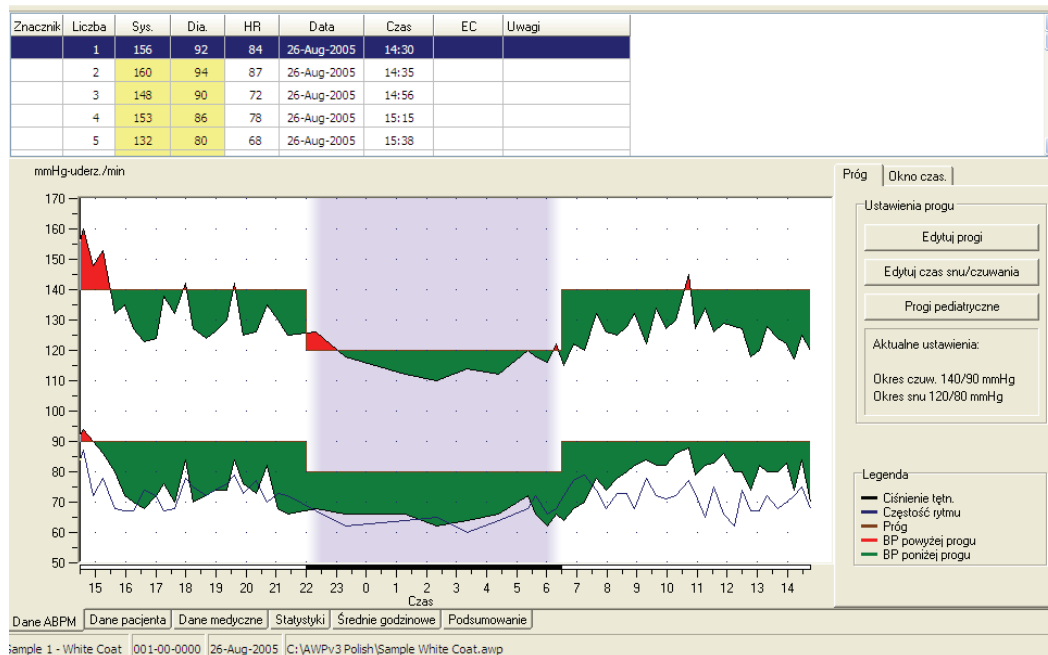 Znacznik Liczba Sys. Dia. HR Data Czas EC Uwagi
1 156 92 84 26-Aug-2005 14:30
2 160 94 87 26-Aug-2005 14:35
3 148 90 72 26-Aug-2005 14:56
4 153 86 78 26-Aug-2005 15:15
5 132 80 68 26-Aug-2005 15:38
mmHg-uderz./min
170
160
150
140
130
120
110
100
90
80
70
60
50
15 16 17 18 19 20 21 22 23 0 1 2 3 4 5 6 7 8 9 10 11 12 13 14
Czas
Próg Okno czas.
Ustawienia progu
Edytuj progi
Edytuj czas snu/czuwania
Progi pediatryczne
Aktualne ustawienia:
Okres czuw. 140/90 mmHg
Okres snu 120/80 mmHg
Legenda
Ciśnienie tętn.
Częstość rytmu
Próg
BP powyżej progu
BP poniżej progu
Dane ABPM Dane pacjenta Dane medyczne Statystyki Średnie godzinowe Podsumowanie
Sample 1 - White Coat 001-00-0000 26-Aug-2005 C:\AWPv3 Polish\Sample White Coat.awp